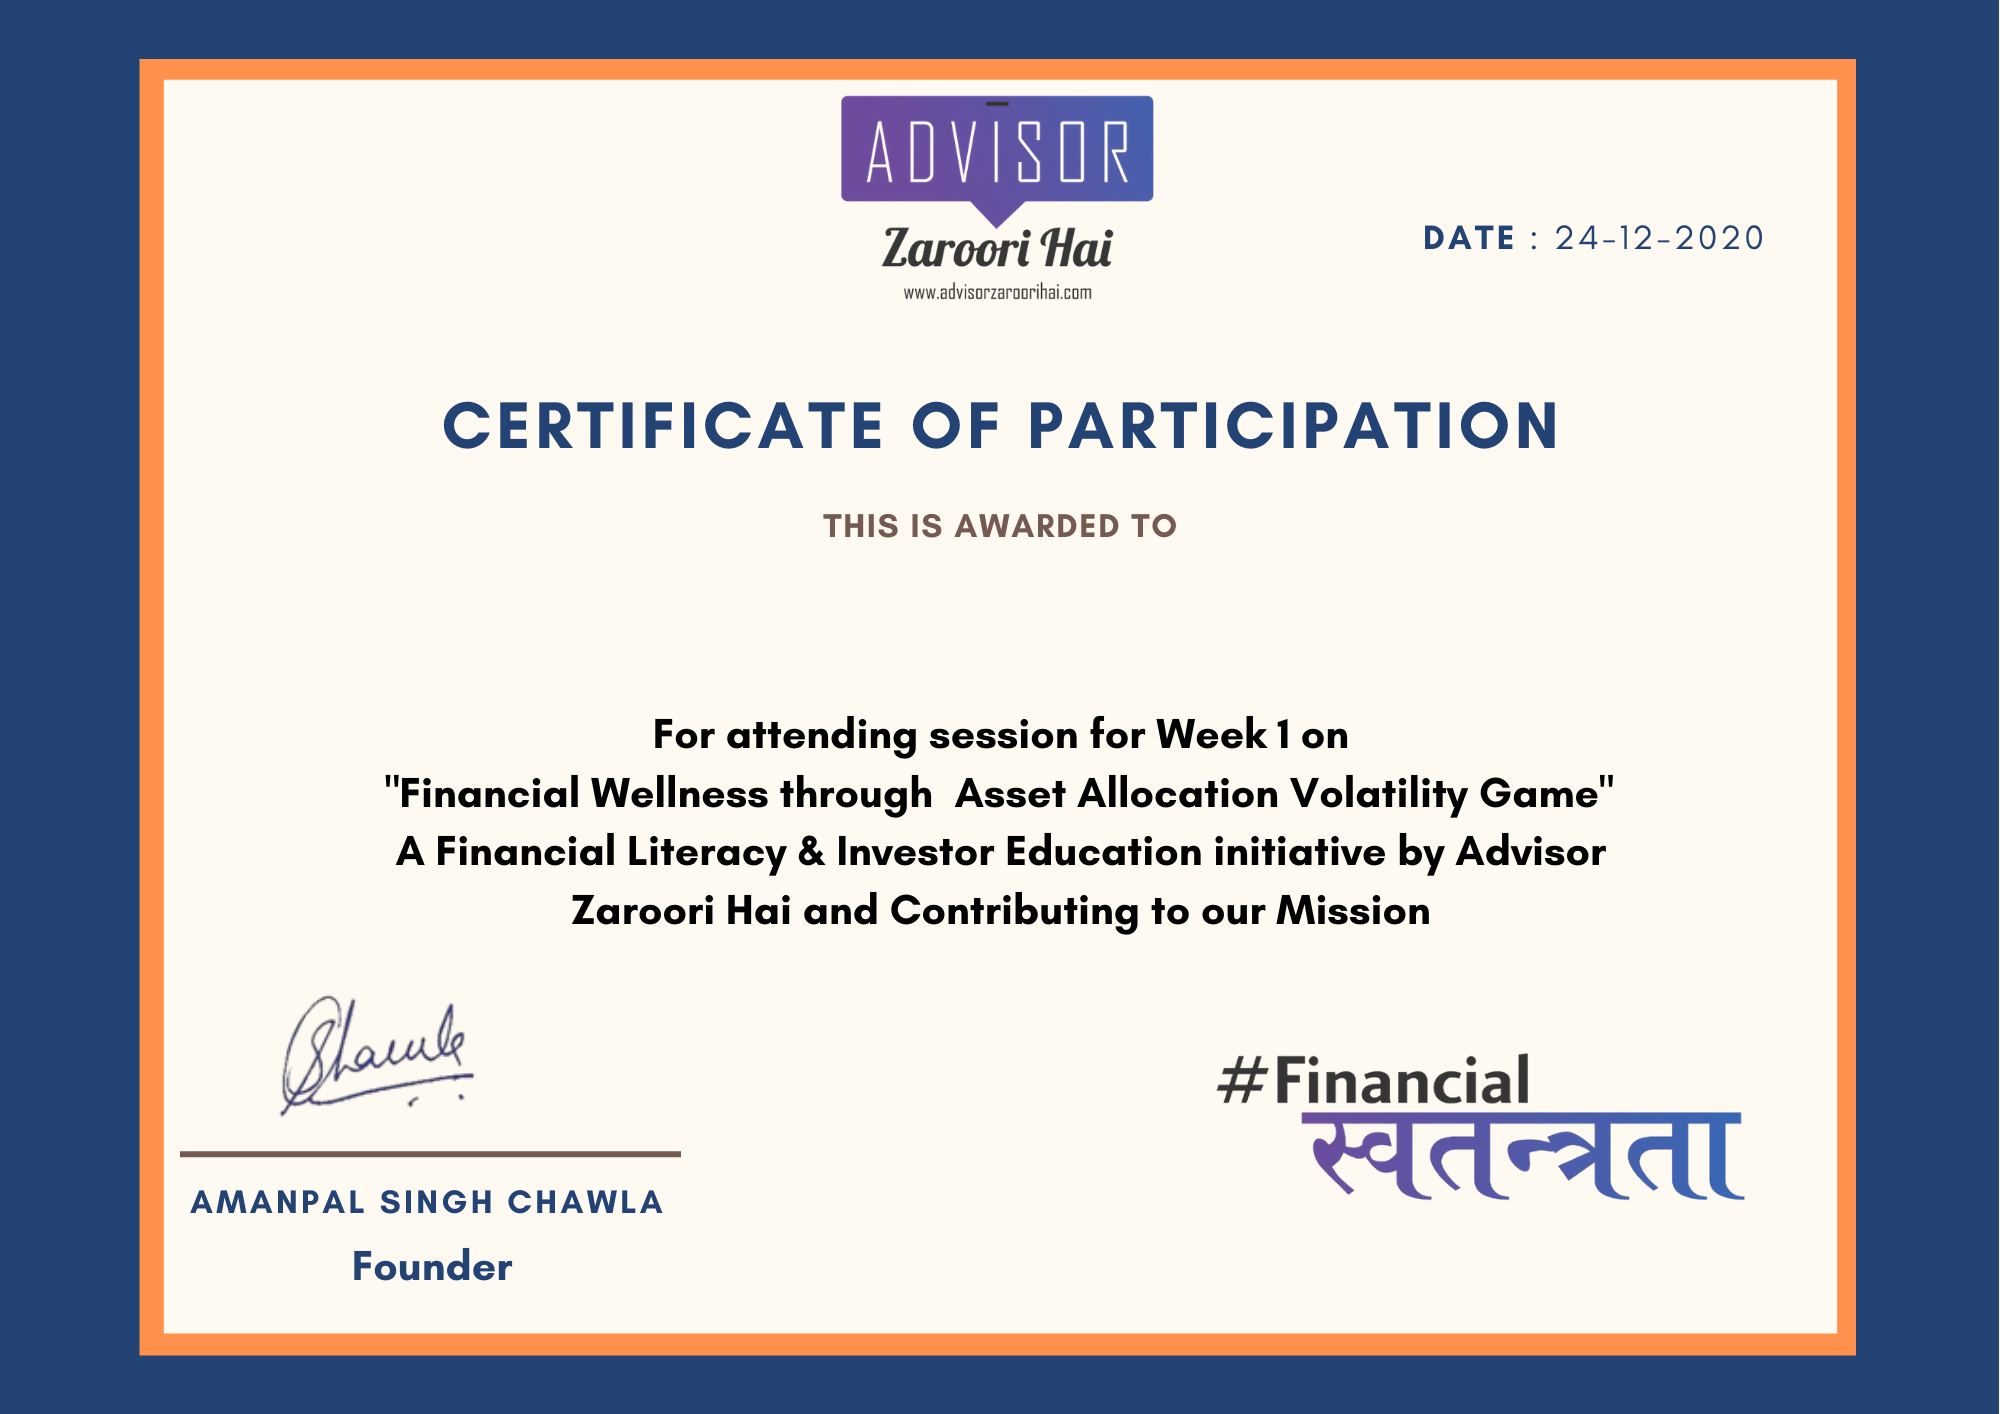 ADVISOR
Zaroori Hai
www.advisorzaroorihai.com
DATE : 24-12-2020
CERTIFICATE OF PARTICIPATION
THIS IS AWARDED TO
For attending session for Week 1 on
"Financial Wellness through  Asset Allocation Volatility Game"
A Financial Literacy & Investor Education initiative by Advisor
Zaroori Hai and Contributing to our Mission
Chawla
#Financial
स्वतन्त्रता
AMANPAL SINGH CHAWLA
Founder